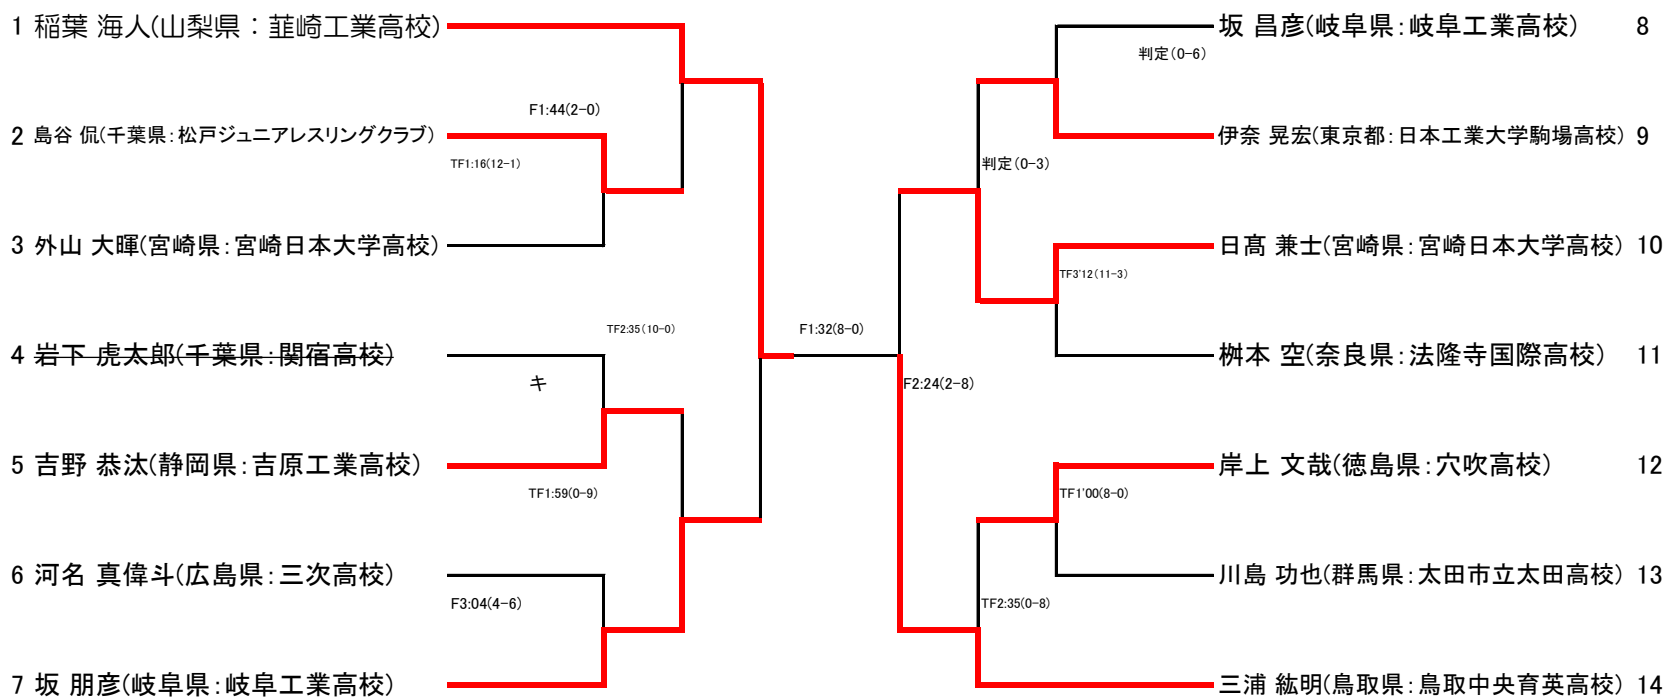 1 稲葉 海人(山梨県：韮崎工業高校)
F1:44(2-0)
2 島谷 侃(千葉県：松戸ジュニアレスリングクラブ)
TF1:16(12-1)
3 外山 大暉(宮崎県：宮崎日本大学高校)
TF2:35(10-0)
4 岩下 虎太郎(千葉県：関宿高校)
キ
5 吉野 恭汰(静岡県：吉原工業高校)
TF1:59(0-9)
6 河名 真偉斗(広島県：三次高校)
F3:04(4-6)
7 坂 朋彦(岐阜県：岐阜工業高校)
F1:32(8-0)
坂 昌彦(岐阜県：岐阜工業高校) 8
判定(0-6)
伊奈 晃宏(東京都：日本工業大学駒場高校) 9
判定(0-3)
日髙 兼士(宮崎県：宮崎日本大学高校) 10
TF3'12(11-3)
桝本 空(奈良県：法隆寺国際高校) 11
F2:24(2-8)
岸上 文哉(徳島県：穴吹高校) 12
TF1'00(8-0)
川島 功也(群馬県：太田市立太田高校) 13
TF2:35(0-8)
三浦 紘明(鳥取県：鳥取中央育英高校) 14